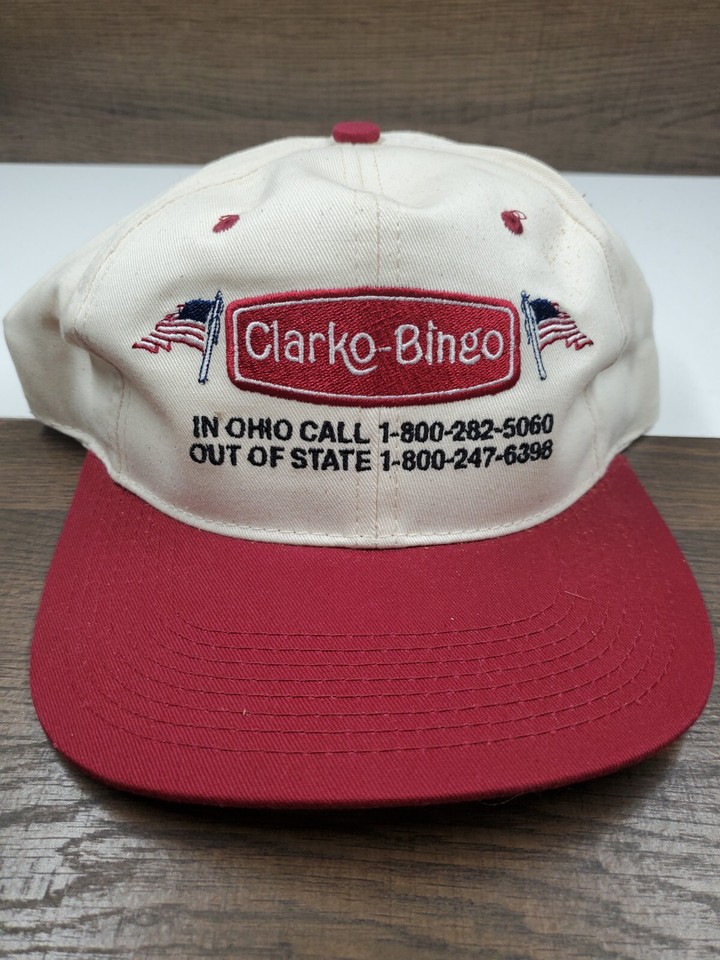 Clarko-Bingo
IN OHIO CALL 1-800-282-5060
OUT OF STATE 1-800-247-6398